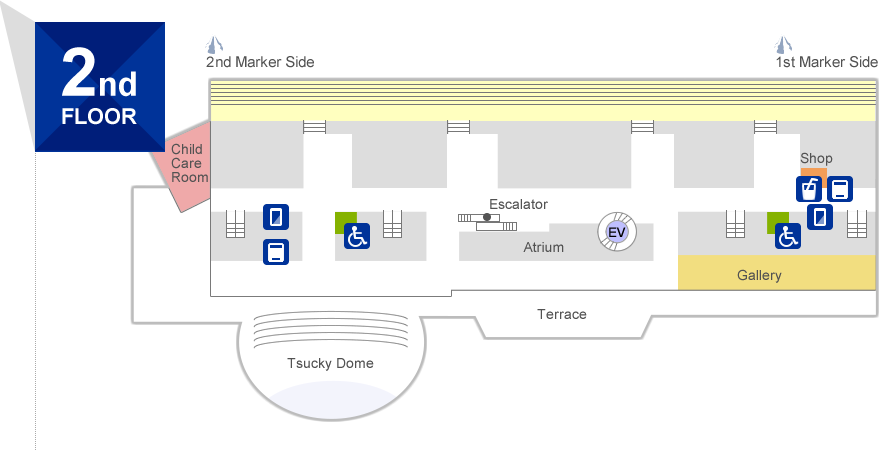 2nd
FLOOR
2nd Marker Side
1st Marker Side
Child
Care
Room
Shop
Escalator
EV
Atrium
Gallery
Terrace
Tsucky Dome